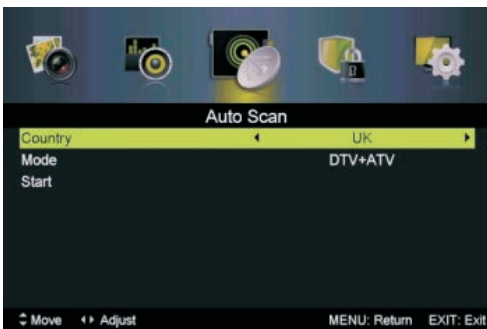 Auto Scan
Country UK
Mode DTV+ATV
Start
Move Adjust MENU: Return EXIT: Exit